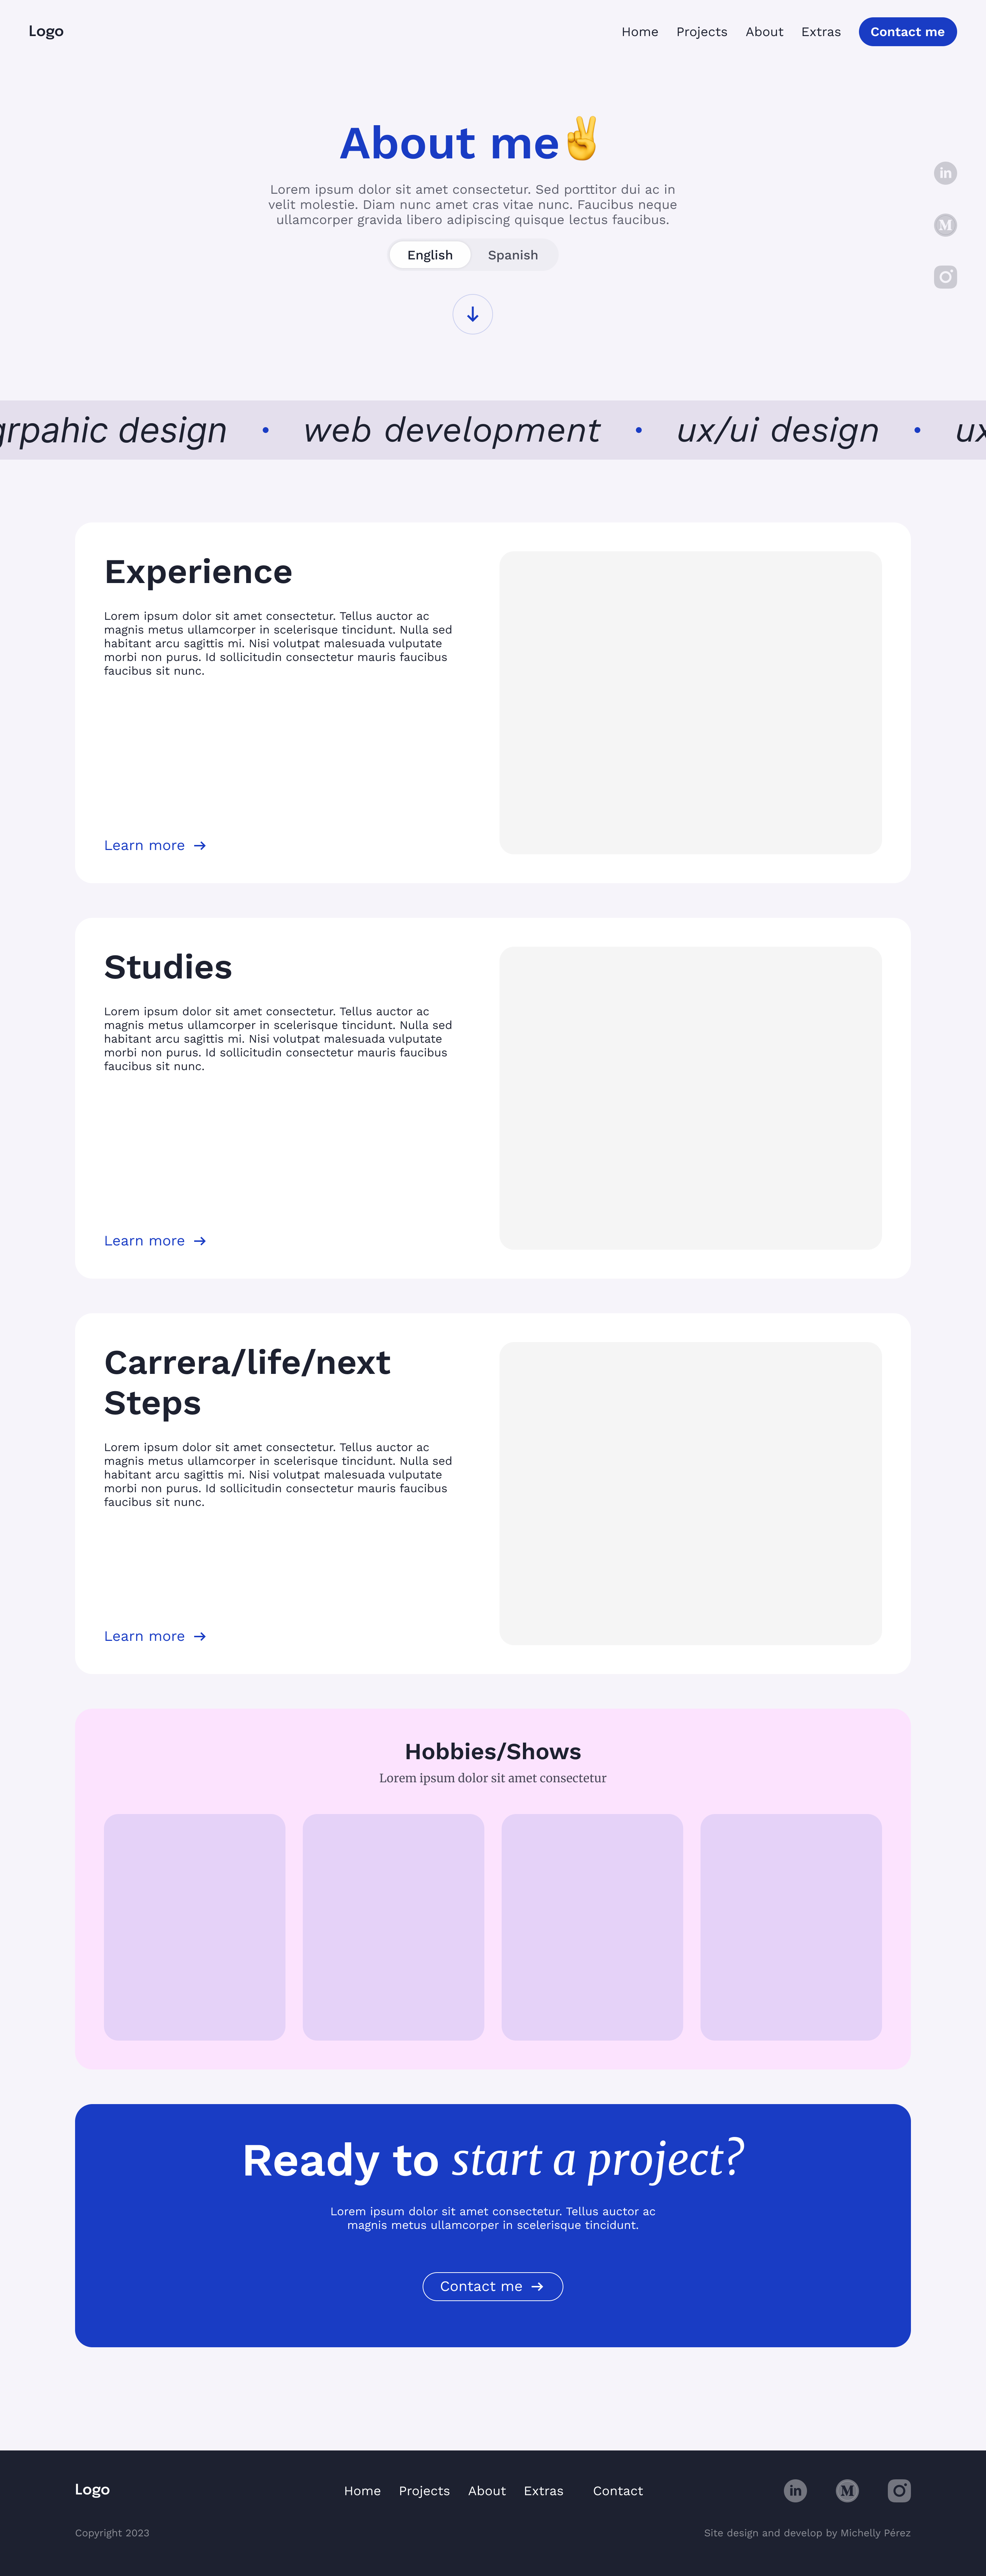 Logo
Home Projects About Extras Contact me
About me✌️
Lorem ipsum dolor sit amet consectetur. Sed porttitor dui ac in
velit molestie. Diam nunc amet cras vitae nunc. Faucibus neque
ullamcorper gravida libero adipiscing quisque lectus faucibus.
English Spanish
in
M
grpahic design • web development • ux/ui design • ux
Experience
Lorem ipsum dolor sit amet consectetur. Tellus auctor ac
magnis metus ullamcorper in scelerisque tincidunt. Nulla sed
habitant arcu sagittis mi. Nisi volutpat malesuada vulputate
morbi non purus. Id sollicitudin consectetur mauris faucibus
faucibus sit nunc.
Learn more →
Studies
Lorem ipsum dolor sit amet consectetur. Tellus auctor ac
magnis metus ullamcorper in scelerisque tincidunt. Nulla sed
habitant arcu sagittis mi. Nisi volutpat malesuada vulputate
morbi non purus. Id sollicitudin consectetur mauris faucibus
faucibus sit nunc.
Learn more →
Carrera/life/next
Steps
Lorem ipsum dolor sit amet consectetur. Tellus auctor ac
magnis metus ullamcorper in scelerisque tincidunt. Nulla sed
habitant arcu sagittis mi. Nisi volutpat malesuada vulputate
morbi non purus. Id sollicitudin consectetur mauris faucibus
faucibus sit nunc.
Learn more →
Hobbies/Shows
Lorem ipsum dolor sit amet consectetur
Ready to start a project?
Lorem ipsum dolor sit amet consectetur. Tellus auctor ac
magnis metus ullamcorper in scelerisque tincidunt.
Contact me →
Logo
Home Projects About Extras Contact
in M
Copyright 2023
Site design and develop by Michelly Pérez